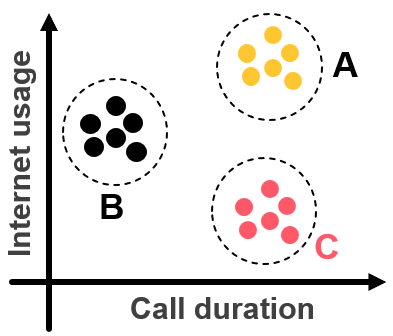 A
Internet usage
B
C
Call duration